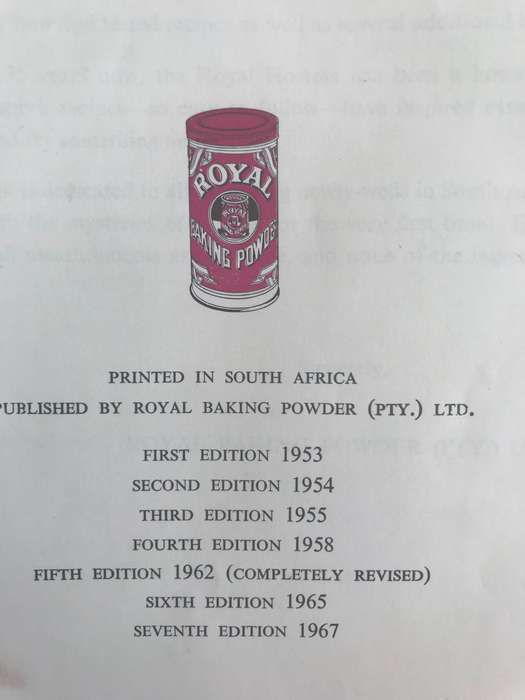 ROYAL
BAKING POWDER
PRINTED IN SOUTH AFRICA
PUBLISHED BY ROYAL BAKING POWDER (PTY.) LTD.
FIRST EDITION 1953
SECOND EDITION 1954
THIRD EDITION 1955
FOURTH EDITION 1958
FIFTH EDITION 1962 (COMPLETELY REVISED)
SIXTH EDITION 1965
SEVENTH EDITION 1967